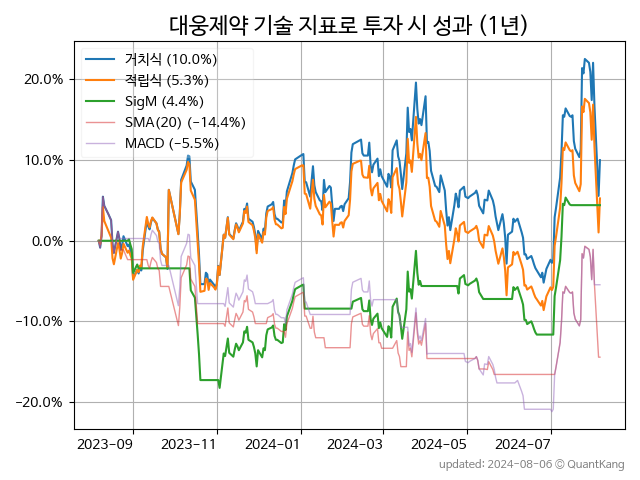 대웅제약 기술 지표로 투자 시 성과 (1년)
거치식 (10.0%)
적립식 (5.3%)
SigM (4.4%)
SMA(20) (−14.4%)
MACD (−5.5%)
20.0%
10.0%
0.0%
−10.0%
−20.0%
2023-09 2023-11 2024-01 2024-03 2024-05 2024-07
updated: 2024-08-06 © QuantKang